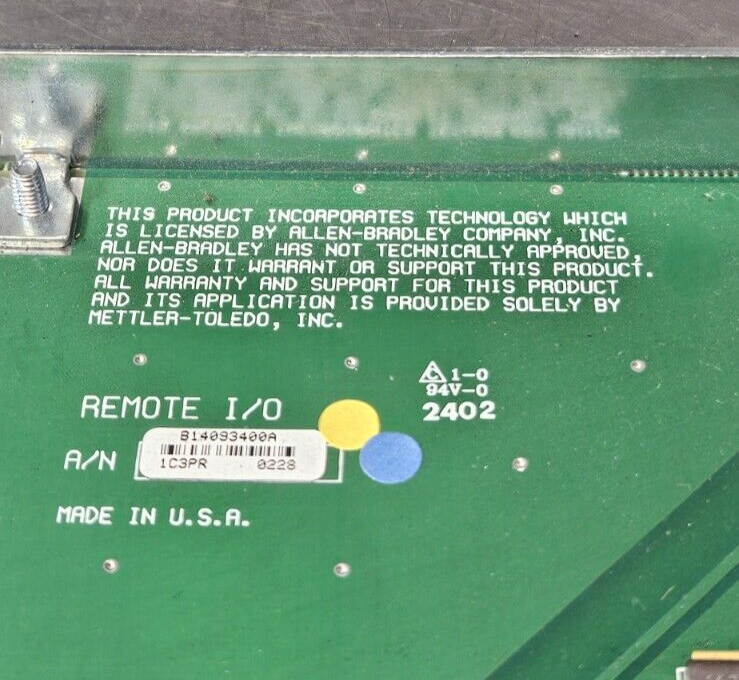 THIS PRODUCT INCORPORATES TECHNOLOGY WHICH
IS LICENSED BY ALLEN-BRADLEY COMPANY, INC.
ALLEN-BRADLEY HAS NOT TECHNICALLY APPROVED,
NOR DOES IT WARRANT OR SUPPORT THIS PRODUCT.
ALL WARRANTY AND SUPPORT FOR THIS PRODUCT
AND ITS APPLICATION IS PROVIDED SOLELY BY
METTLER-TOLEDO, INC.
1-0
94V-0
2402
REMOTE I/O
B14093400A
A/N
1C3PR 0228
MADE IN U.S.A.